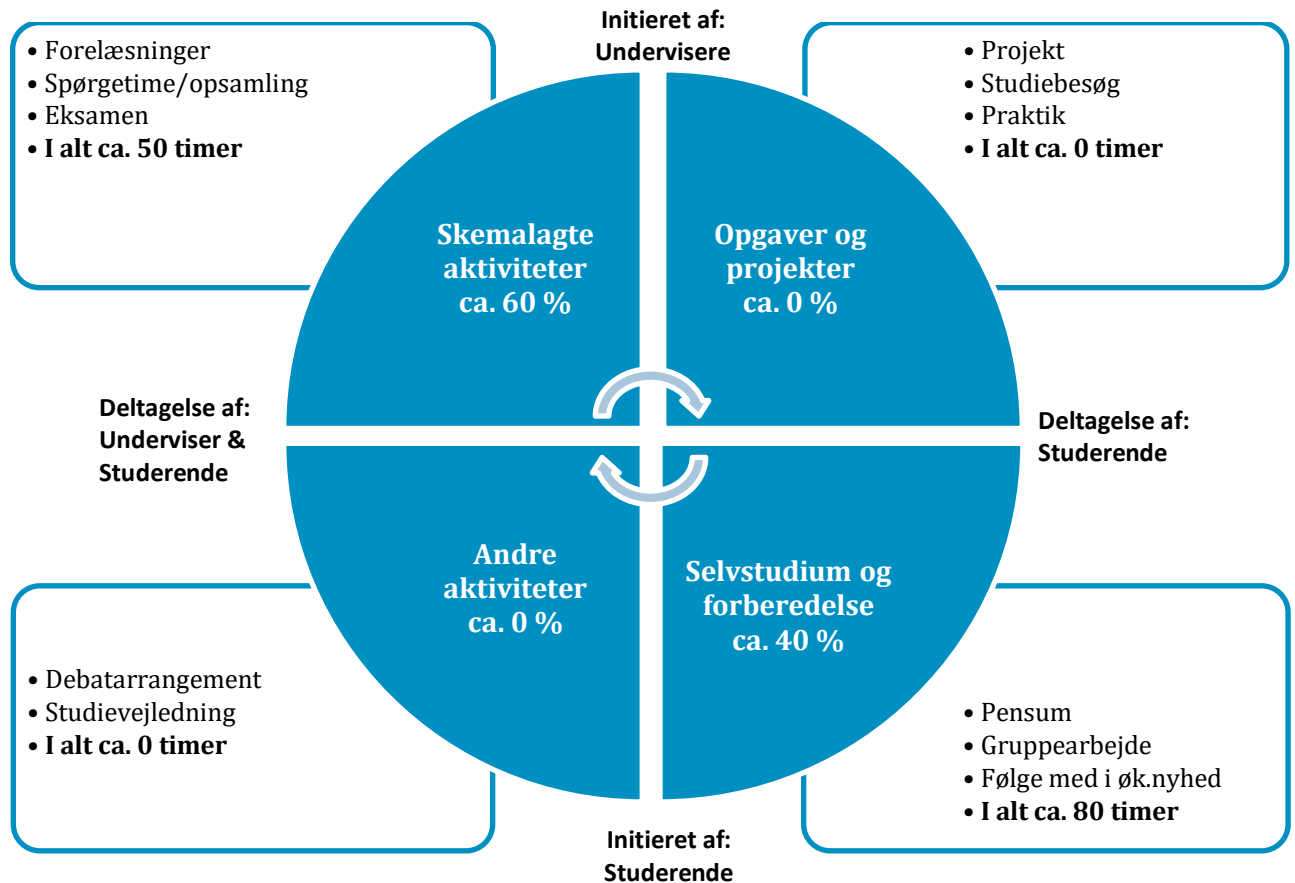 Initieret af:
Undervisere
• Forelæsninger
• Spørgetime/opsamling
• Eksamen
• I alt ca. 50 timer
• Projekt
• Studiebesøg
• Praktik
• I alt ca. 0 timer
Skemalagte
aktiviteter
ca. 60 %
Opgaver og
projekter
ca. 0 %
Deltagelse af:
Underviser &
Studerende
Deltagelse af:
Studerende
Andre
aktiviteter
ca. 0 %
Selvstudium og
forberedelse
ca. 40 %
• Debatarrangement
• Studievejledning
• I alt ca. 0 timer
• Pensum
• Gruppearbejde
• Følge med i øk.nyhed
• I alt ca. 80 timer
Initieret af:
Studerende